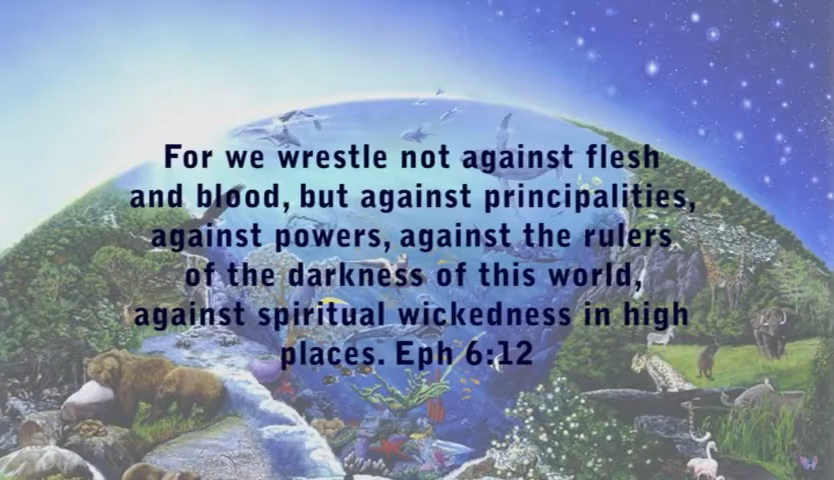 For we wrestle not against flesh
and blood, but against principalities,
against powers, against the rulers
of the darkness of this world,
against spiritual wickedness in high
places. Eph 6:12